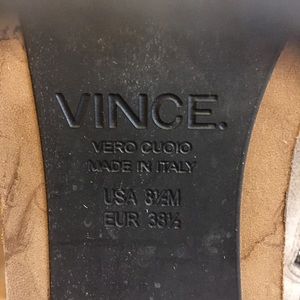 VINCE.
VERO CUOIO
MADE IN ITALY
USA 8½M
EUR 38½